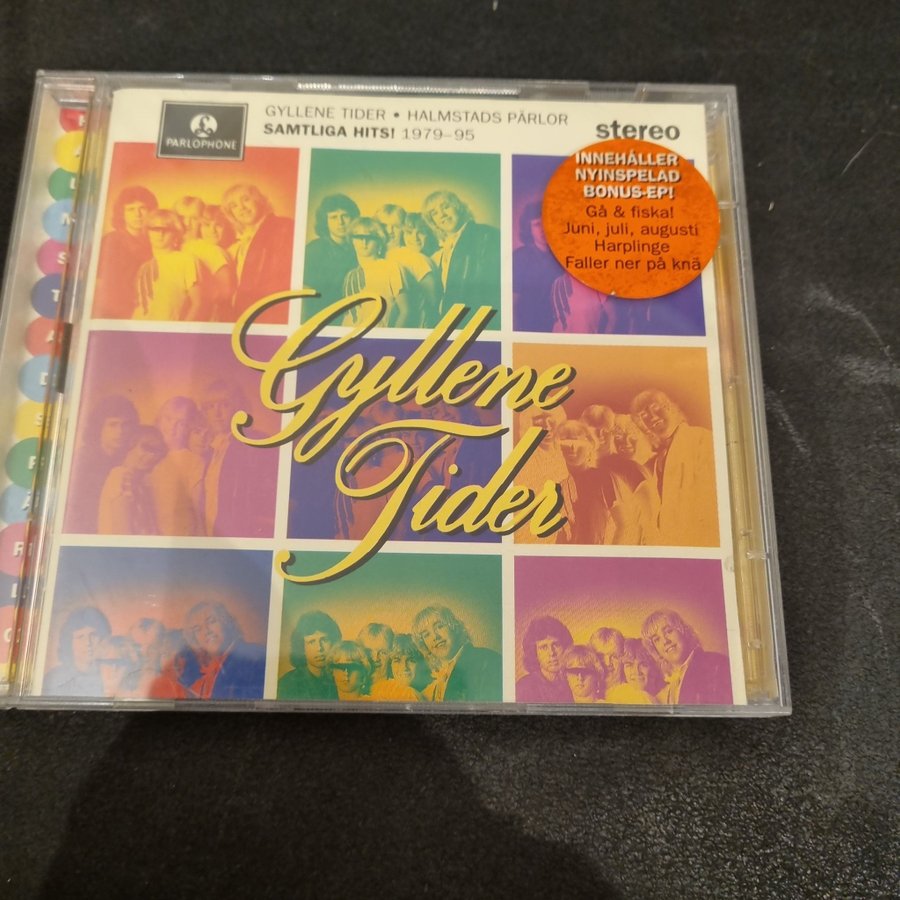 PARLOPHONE
GYLLENE TIDER • HALMSTADS PÄRLOR
SAMTLIGA HITS! 1979–95
stereo
INNEHÅLLER
NYINSPELAD
BONUS-EP!
Gå & fiska!
Juni, juli, augusti
Harplinge
Faller ner på knä
Gyllene
Tider